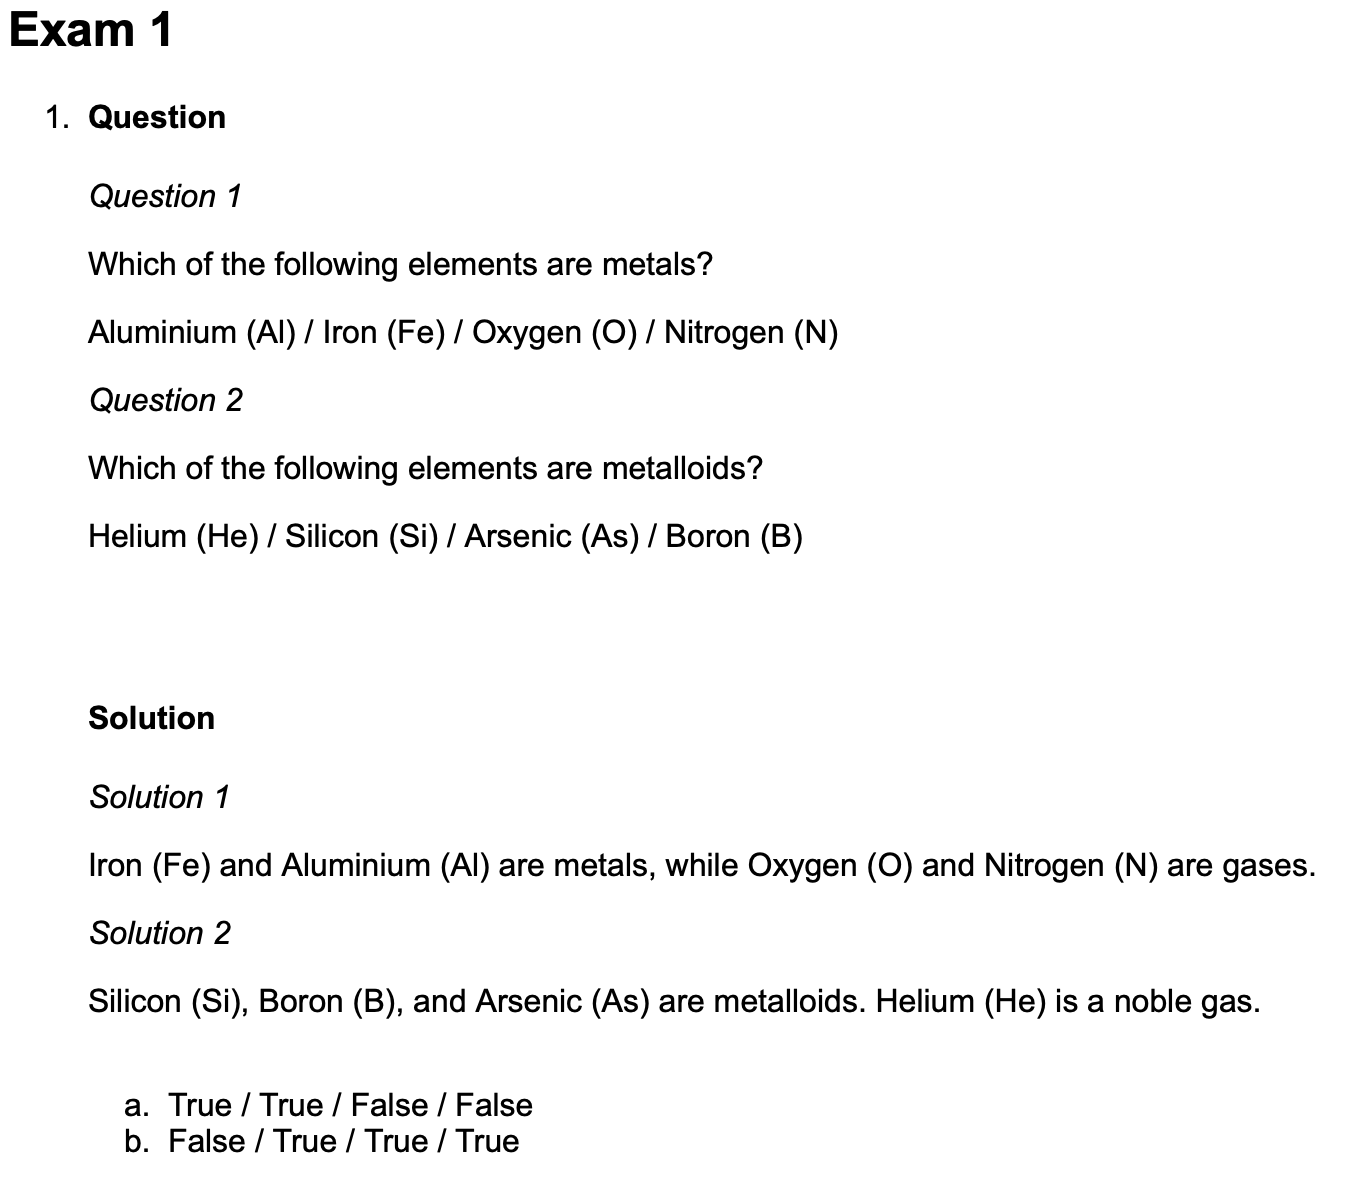 Exam 1
1. Question
Question 1
Which of the following elements are metals?
Aluminium (Al) / Iron (Fe) / Oxygen (O) / Nitrogen (N)
Question 2
Which of the following elements are metalloids?
Helium (He) / Silicon (Si) / Arsenic (As) / Boron (B)
Solution
Solution 1
Iron (Fe) and Aluminium (Al) are metals, while Oxygen (O) and Nitrogen (N) are gases.
Solution 2
Silicon (Si), Boron (B), and Arsenic (As) are metalloids. Helium (He) is a noble gas.
a. True / True / False / False
b. False / True / True / True